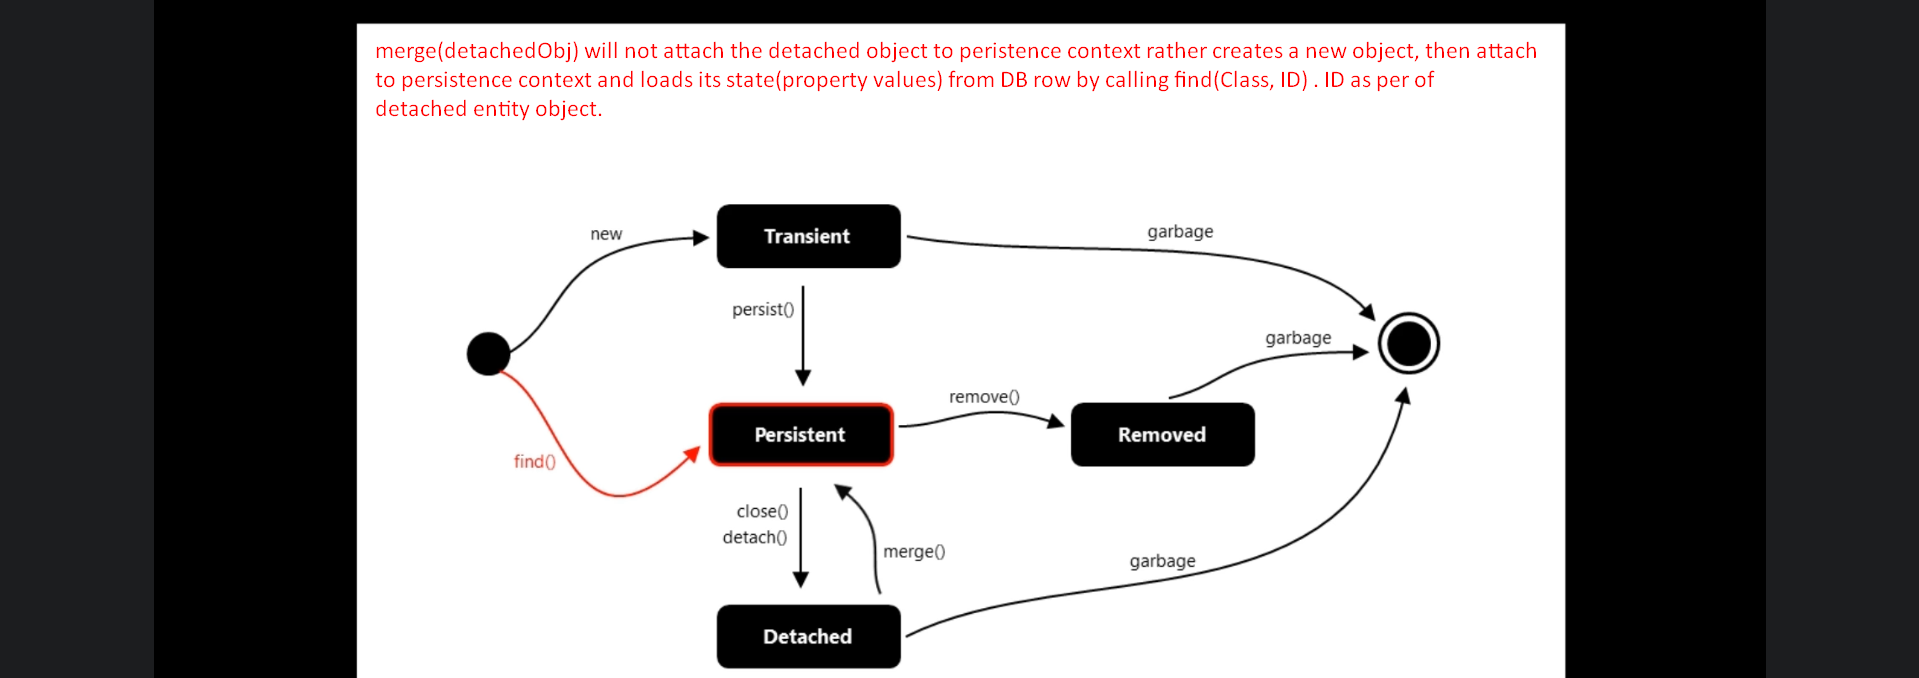 merge(detachedObj) will not attach the detached object to peristence context rather creates a new object, then attach
to persistence context and loads its state(property values) from DB row by calling find(Class, ID) . ID as per of
detached entity object.
new
Transient
garbage
persist()
garbage
remove()
Persistent
Removed
find()
close()
detach()
merge()
garbage
Detached